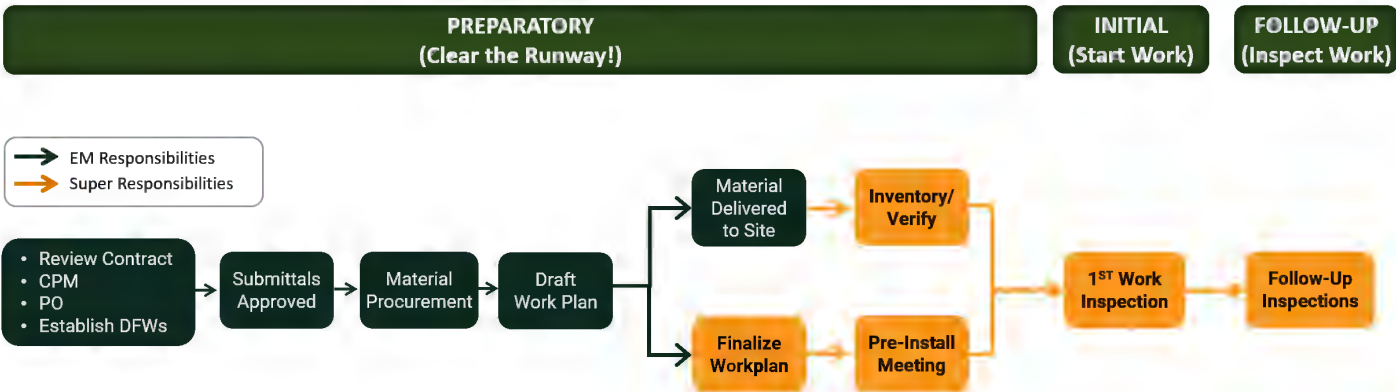 PREPARATORY
(Clear the Runway!)
INITIAL
(Start Work)
FOLLOW-UP
(Inspect Work)
EM Responsibilities
Super Responsibilities
• Review Contract
• CPM
• PO
• Establish DFWs
Submittals
Approved
Material
Procurement
Draft
Work Plan
Material
Delivered
to Site
Inventory/
Verify
Finalize
Workplan
Pre-Install
Meeting
1ST Work
Inspection
Follow-Up
Inspections